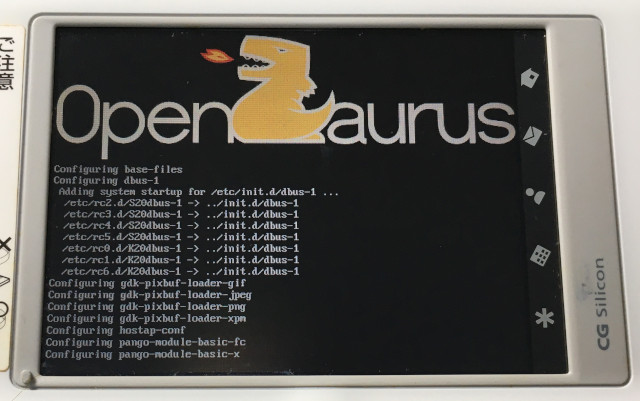 OpenZaurus
Configuring base-files
Configuring dbus-1
Adding system startup for /etc/init.d/dbus-1 ...
/etc/rc2.d/S20dbus-1 -> ../init.d/dbus-1
/etc/rc3.d/S20dbus-1 -> ../init.d/dbus-1
/etc/rc4.d/S20dbus-1 -> ../init.d/dbus-1
/etc/rc5.d/S20dbus-1 -> ../init.d/dbus-1
/etc/rc0.d/K20dbus-1 -> ../init.d/dbus-1
/etc/rc1.d/K20dbus-1 -> ../init.d/dbus-1
/etc/rc6.d/K20dbus-1 -> ../init.d/dbus-1
Configuring gdk-pixbuf-loader-gif
Configuring gdk-pixbuf-loader-jpeg
Configuring gdk-pixbuf-loader-png
Configuring gdk-pixbuf-loader-xpm
Configuring hostap-conf
Configuring pango-module-basic-fc
Configuring pango-module-basic-x
CG Silicon
ご注意